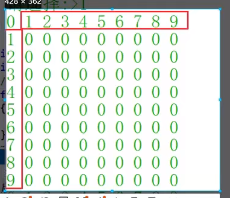 428 × 362
0 1 2 3 4 5 6 7 8 9
1 0 0 0 0 0 0 0 0 0
2 0 0 0 0 0 0 0 0 0
3 0 0 0 0 0 0 0 0 0
4 0 0 0 0 0 0 0 0 0
5 0 0 0 0 0 0 0 0 0
6 0 0 0 0 0 0 0 0 0
7 0 0 0 0 0 0 0 0 0
8 0 0 0 0 0 0 0 0 0
9 0 0 0 0 0 0 0 0 0